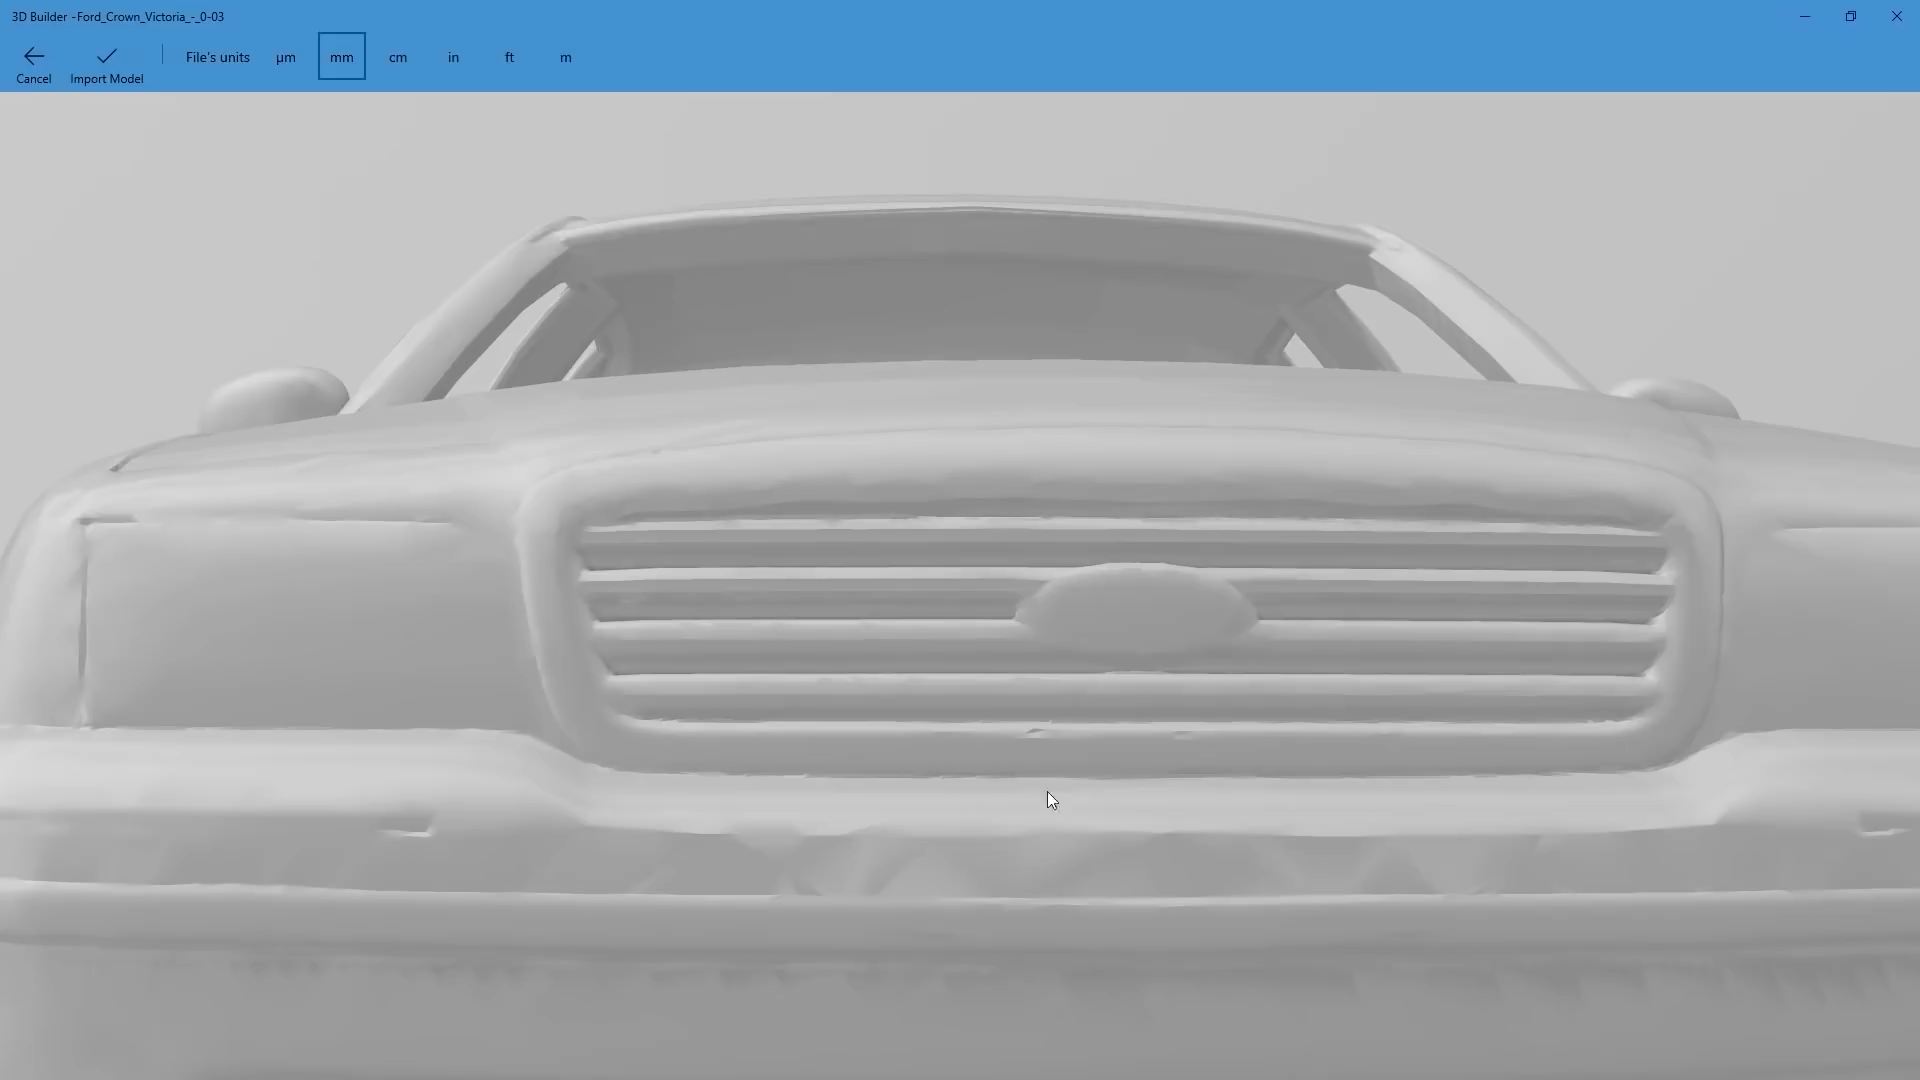 3D Builder -Ford_Crown_Victoria_-_0-03
File's units µm mm cm in ft m
Cancel Import Model